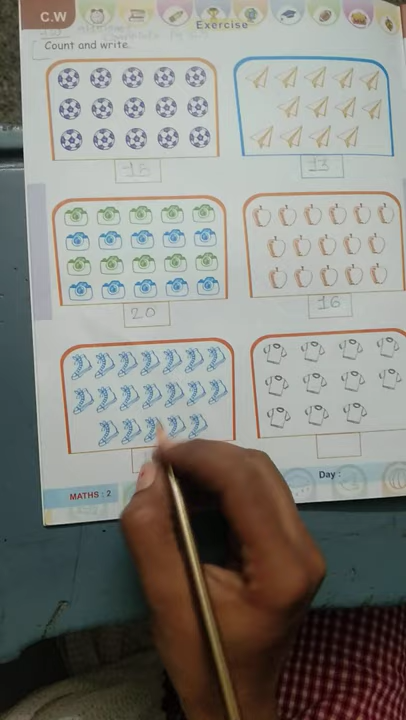 C.W
Exercise
Count and write.
15
13
20
16
Day :
MATHS : 2